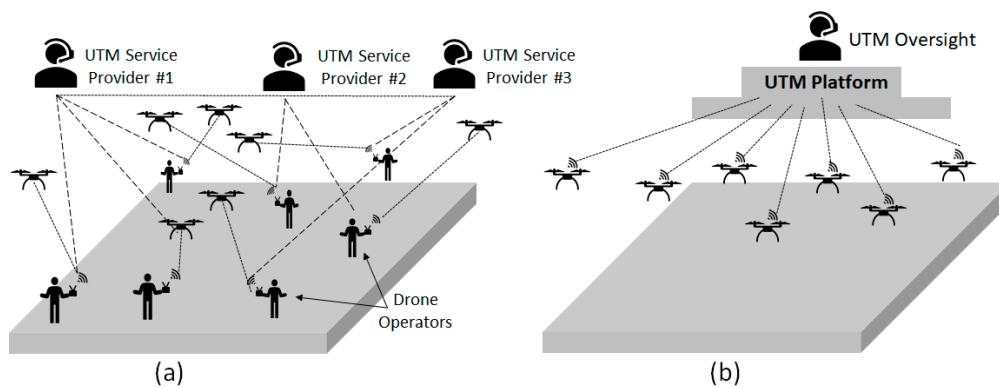 UTM Service
Provider #1
UTM Service
Provider #2
UTM Service
Provider #3
Drone
Operators
(a)
UTM Oversight
UTM Platform
(b)